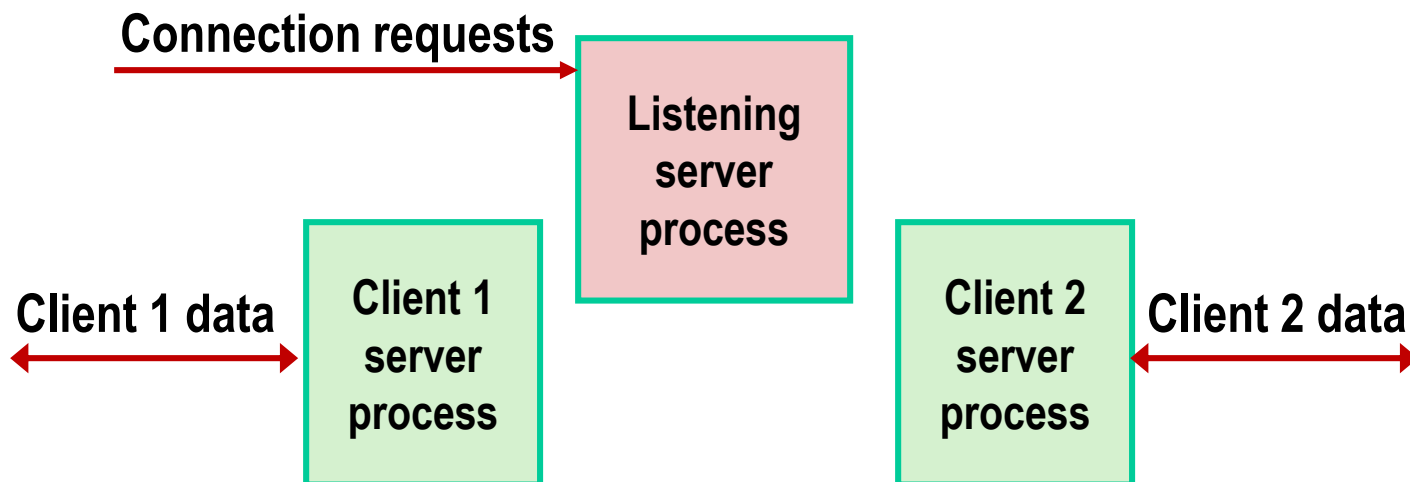 Connection requests
Listening
server
process
Client 1 data
Client 1
server
process
Client 2
server
process
Client 2 data